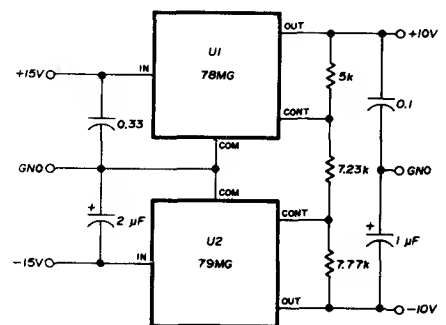 OUT
+10V
U1
+15V
IN
78MG
5k
0.1
CONT
0.33
COM
GND
7.23k
GND
COM
+
2 μF
CONT
U2
+
1 μF
79MG
7.77k
-15V
IN
OUT
-10V